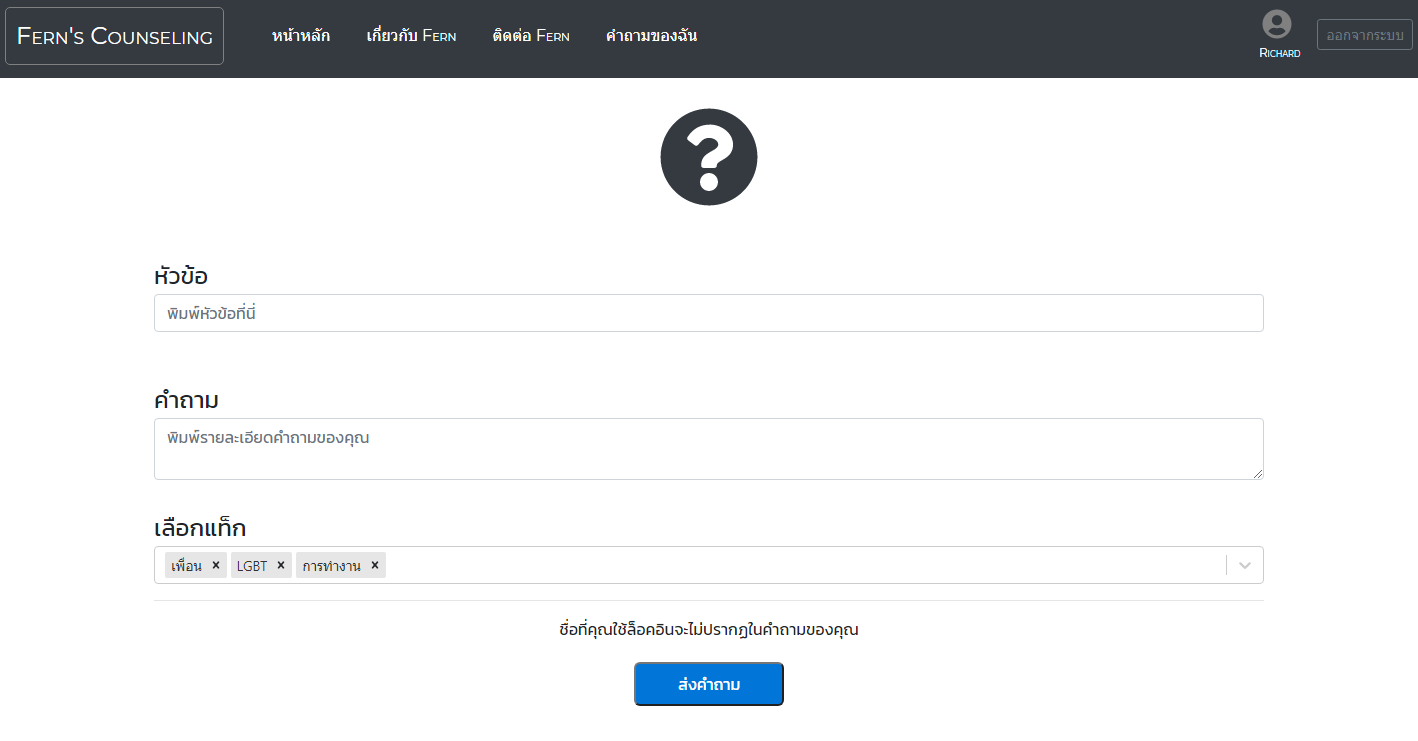 Fern's Counseling หน้าหลัก เกี่ยวกับ Fern ติดต่อ Fern คำถามของฉัน Richard ออกจากระบบ
หัวข้อ
พิมพ์หัวข้อที่นี่
คำถาม
พิมพ์รายละเอียดคำถามของคุณ
เลือกแท็ก
เพื่อน × LGBT × การทำงาน ×
ชื่อที่คุณใช้ล็อคอินจะไม่ปรากฏในคำถามของคุณ
ส่งคำถาม